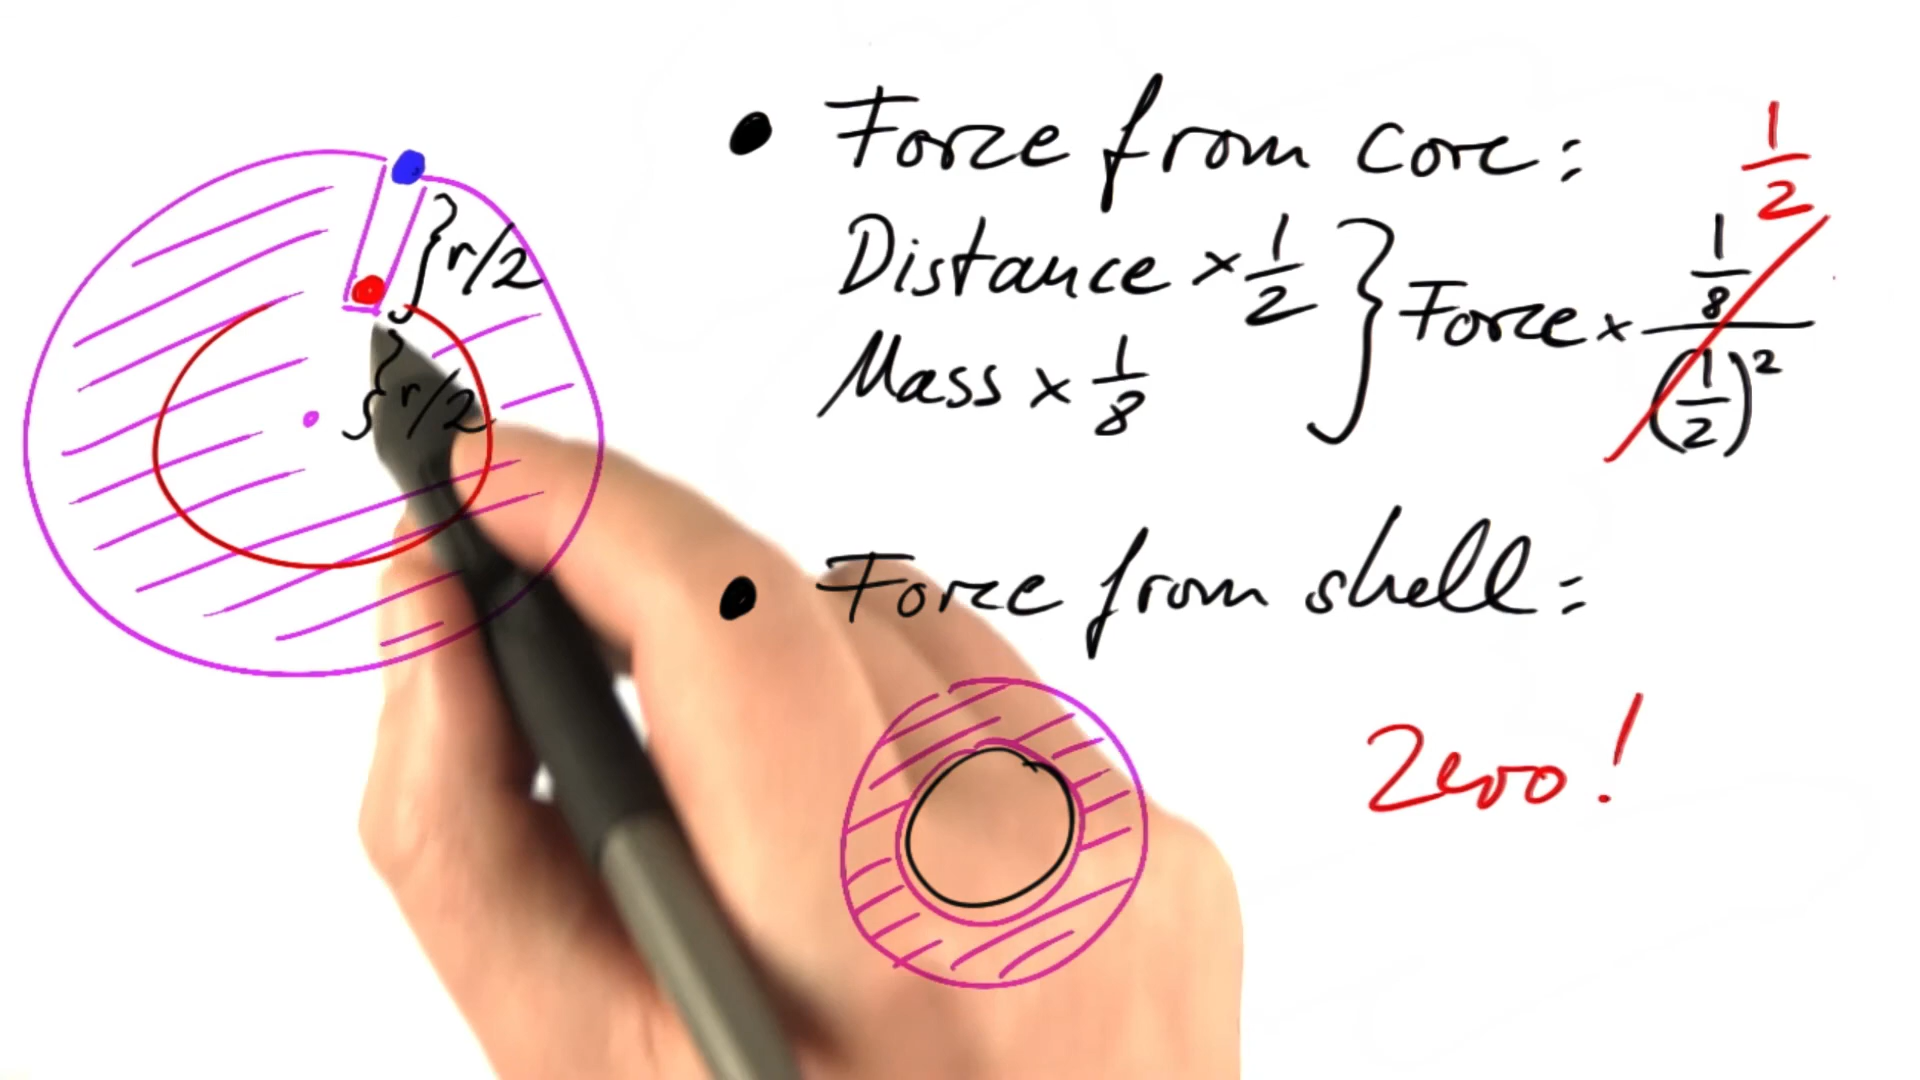 • Force from core: 1/2
Distance × 1/2
Mass × 1/8
} Force × (1/8)/(1/2)²
} r/2
} r/2
• Force from shell:
Zero!